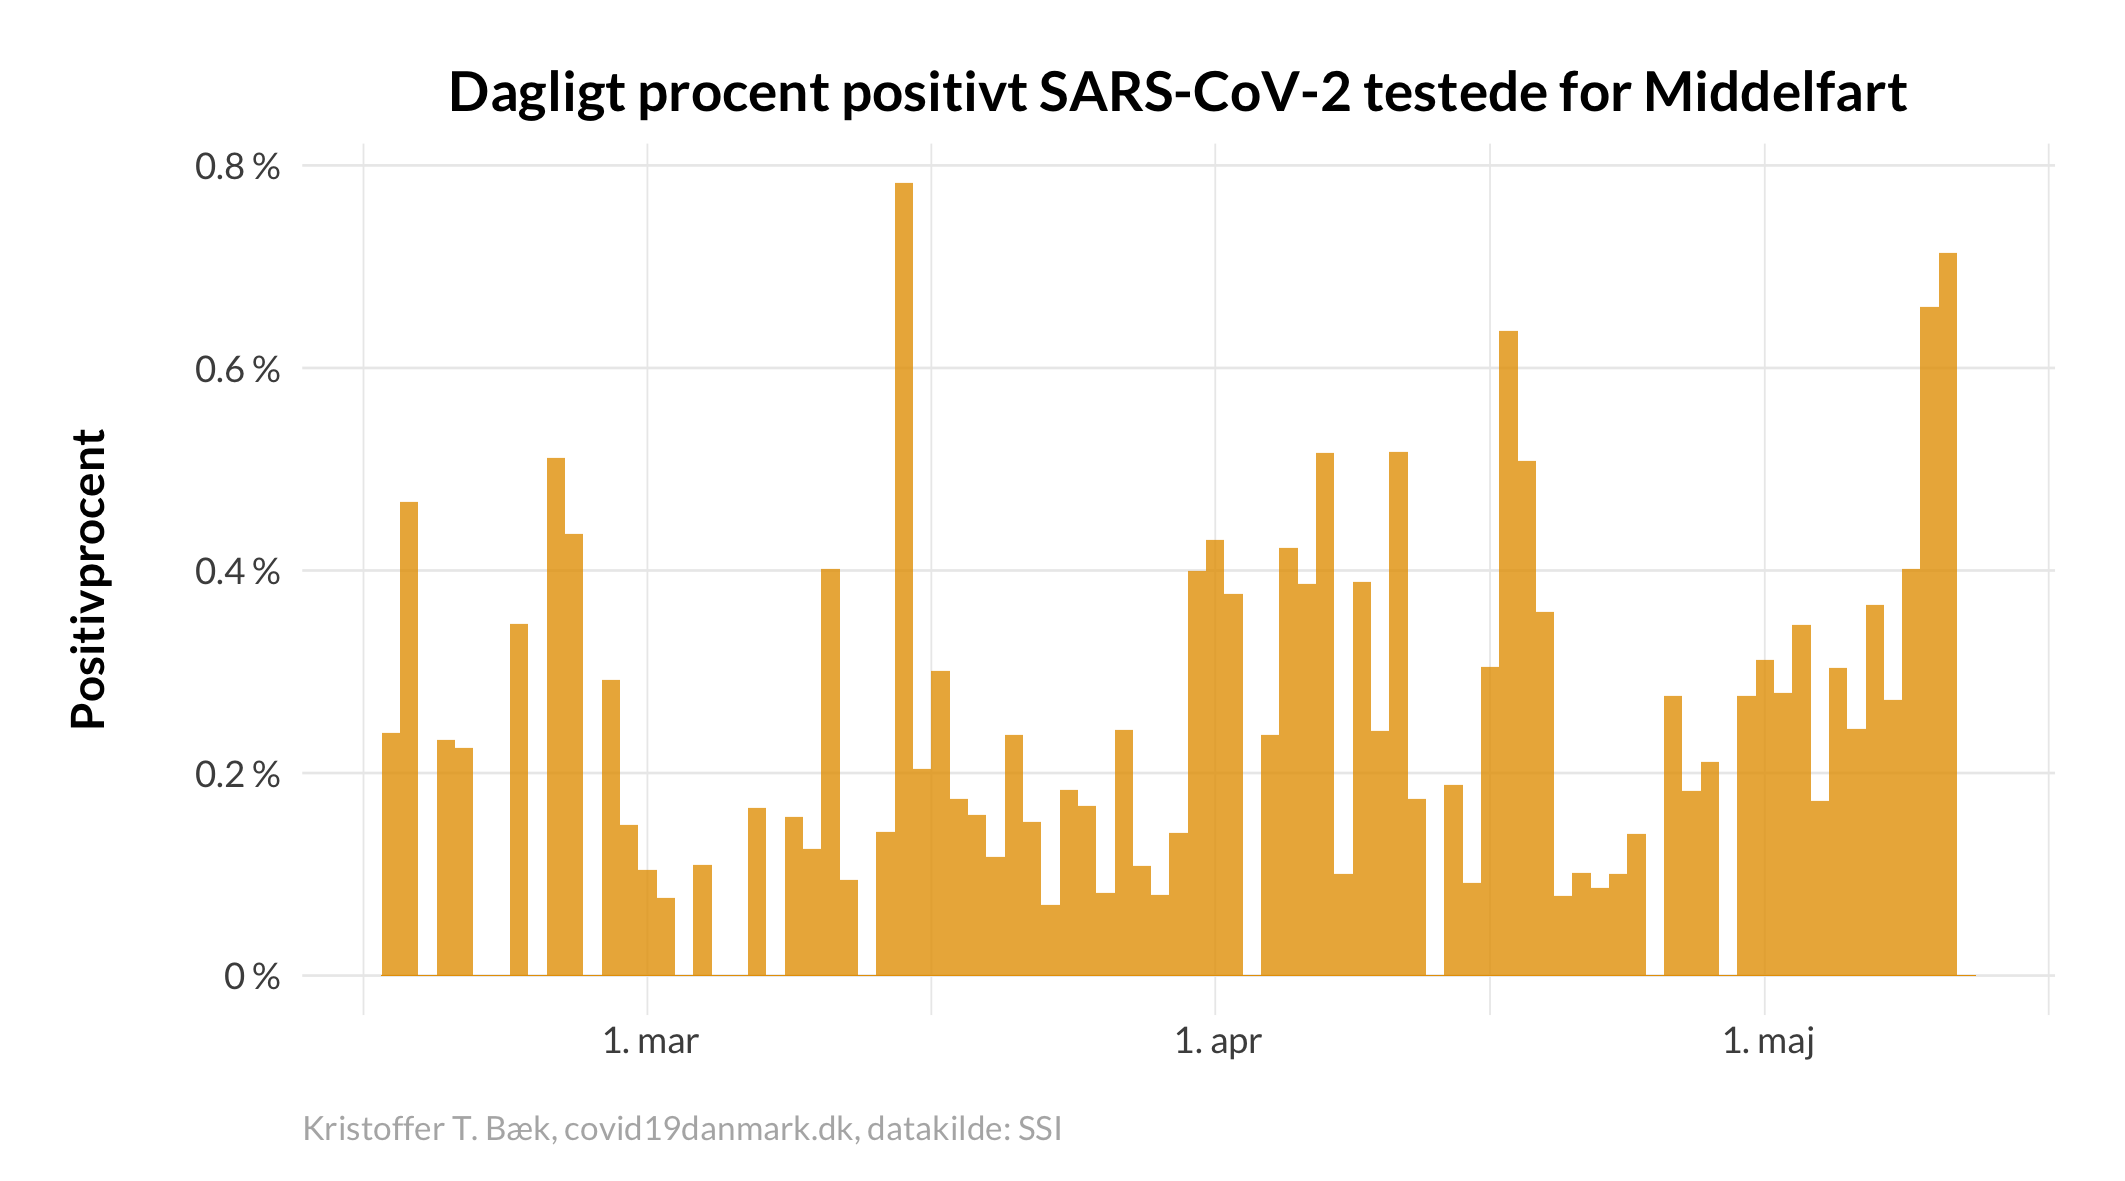 Dagligt procent positivt SARS-CoV-2 testede for Middelfart
0.8 %
0.6 %
0.4 %
0.2 %
0 %
Positivprocent
1. mar
1. apr
1. maj
Kristoffer T. Bæk, covid19danmark.dk, datakilde: SSI